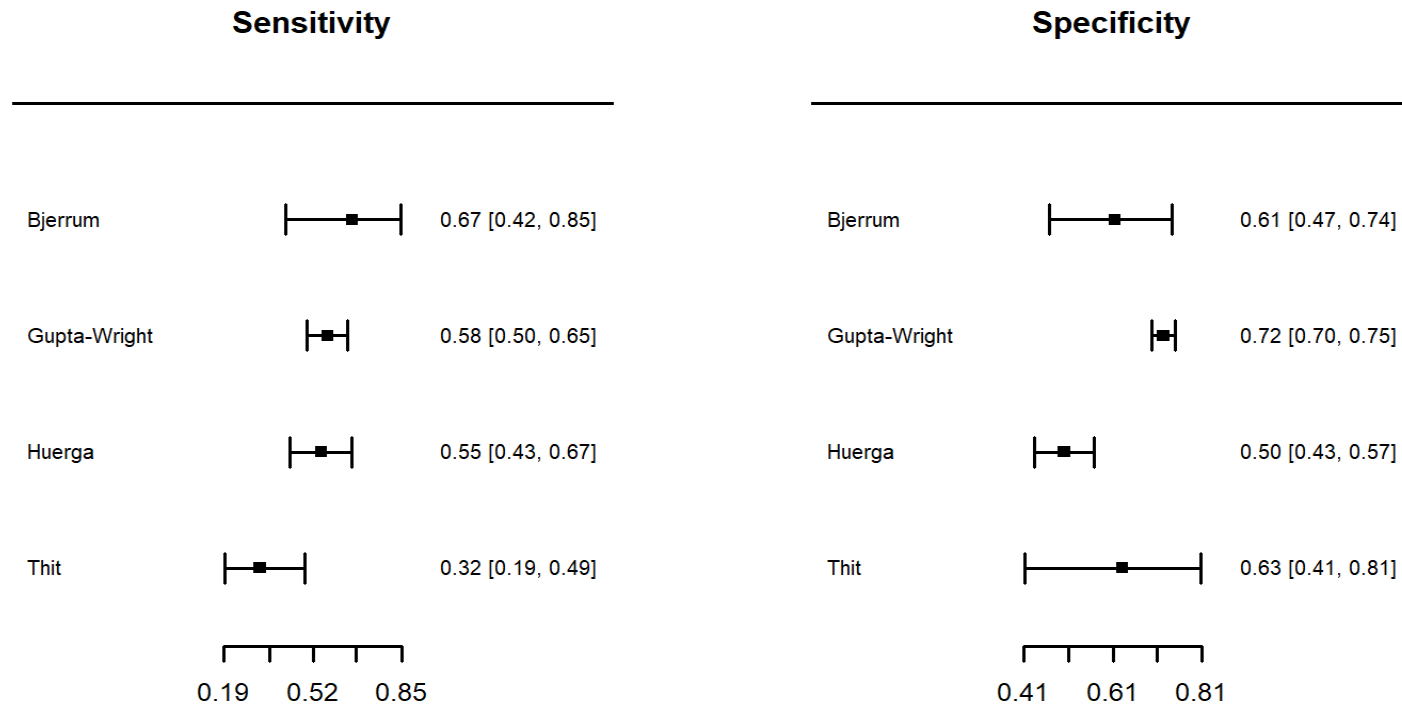 Sensitivity
Bjerrum 0.67 [0.42, 0.85]
Gupta-Wright 0.58 [0.50, 0.65]
Huerga 0.55 [0.43, 0.67]
Thit 0.32 [0.19, 0.49]
0.19 0.52 0.85
Specificity
Bjerrum 0.61 [0.47, 0.74]
Gupta-Wright 0.72 [0.70, 0.75]
Huerga 0.50 [0.43, 0.57]
Thit 0.63 [0.41, 0.81]
0.41 0.61 0.81